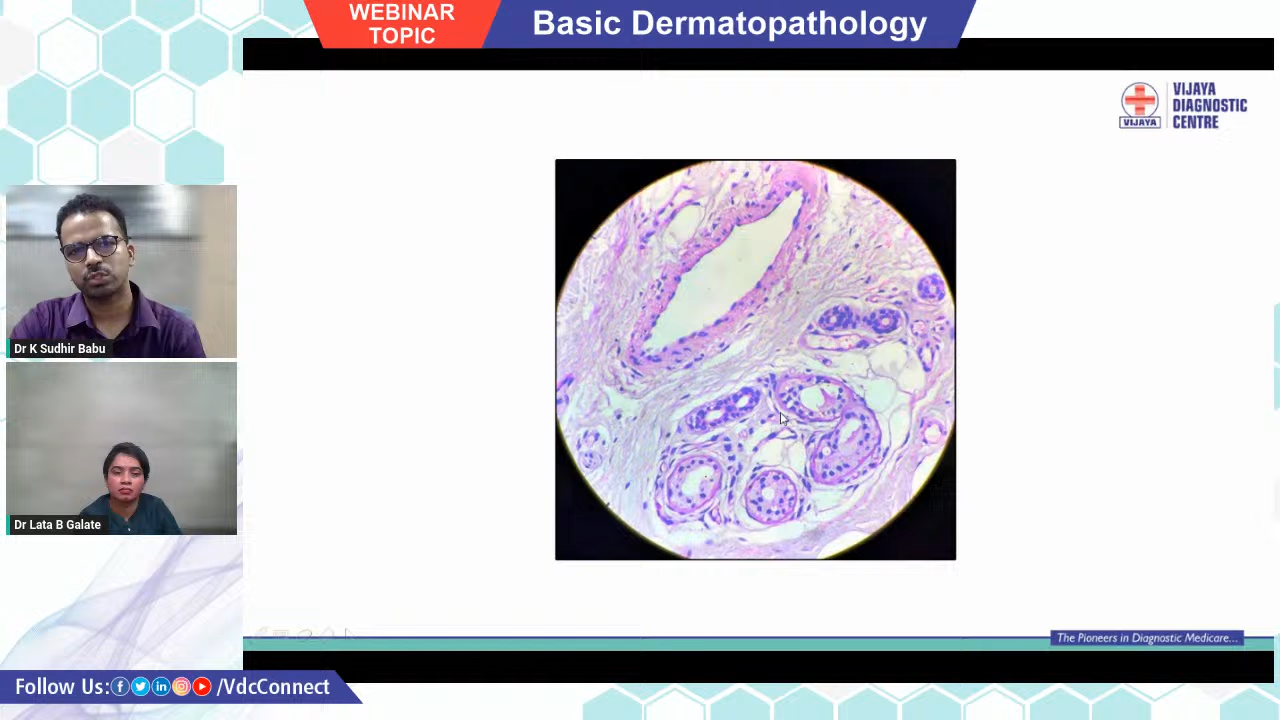 WEBINAR
TOPIC
Basic Dermatopathology
VIJAYA
DIAGNOSTIC
CENTRE
VIJAYA
Dr K Sudhir Babu
Dr Lata B Galate
The Pioneers in Diagnostic Medicare...
Follow Us: /VdcConnect